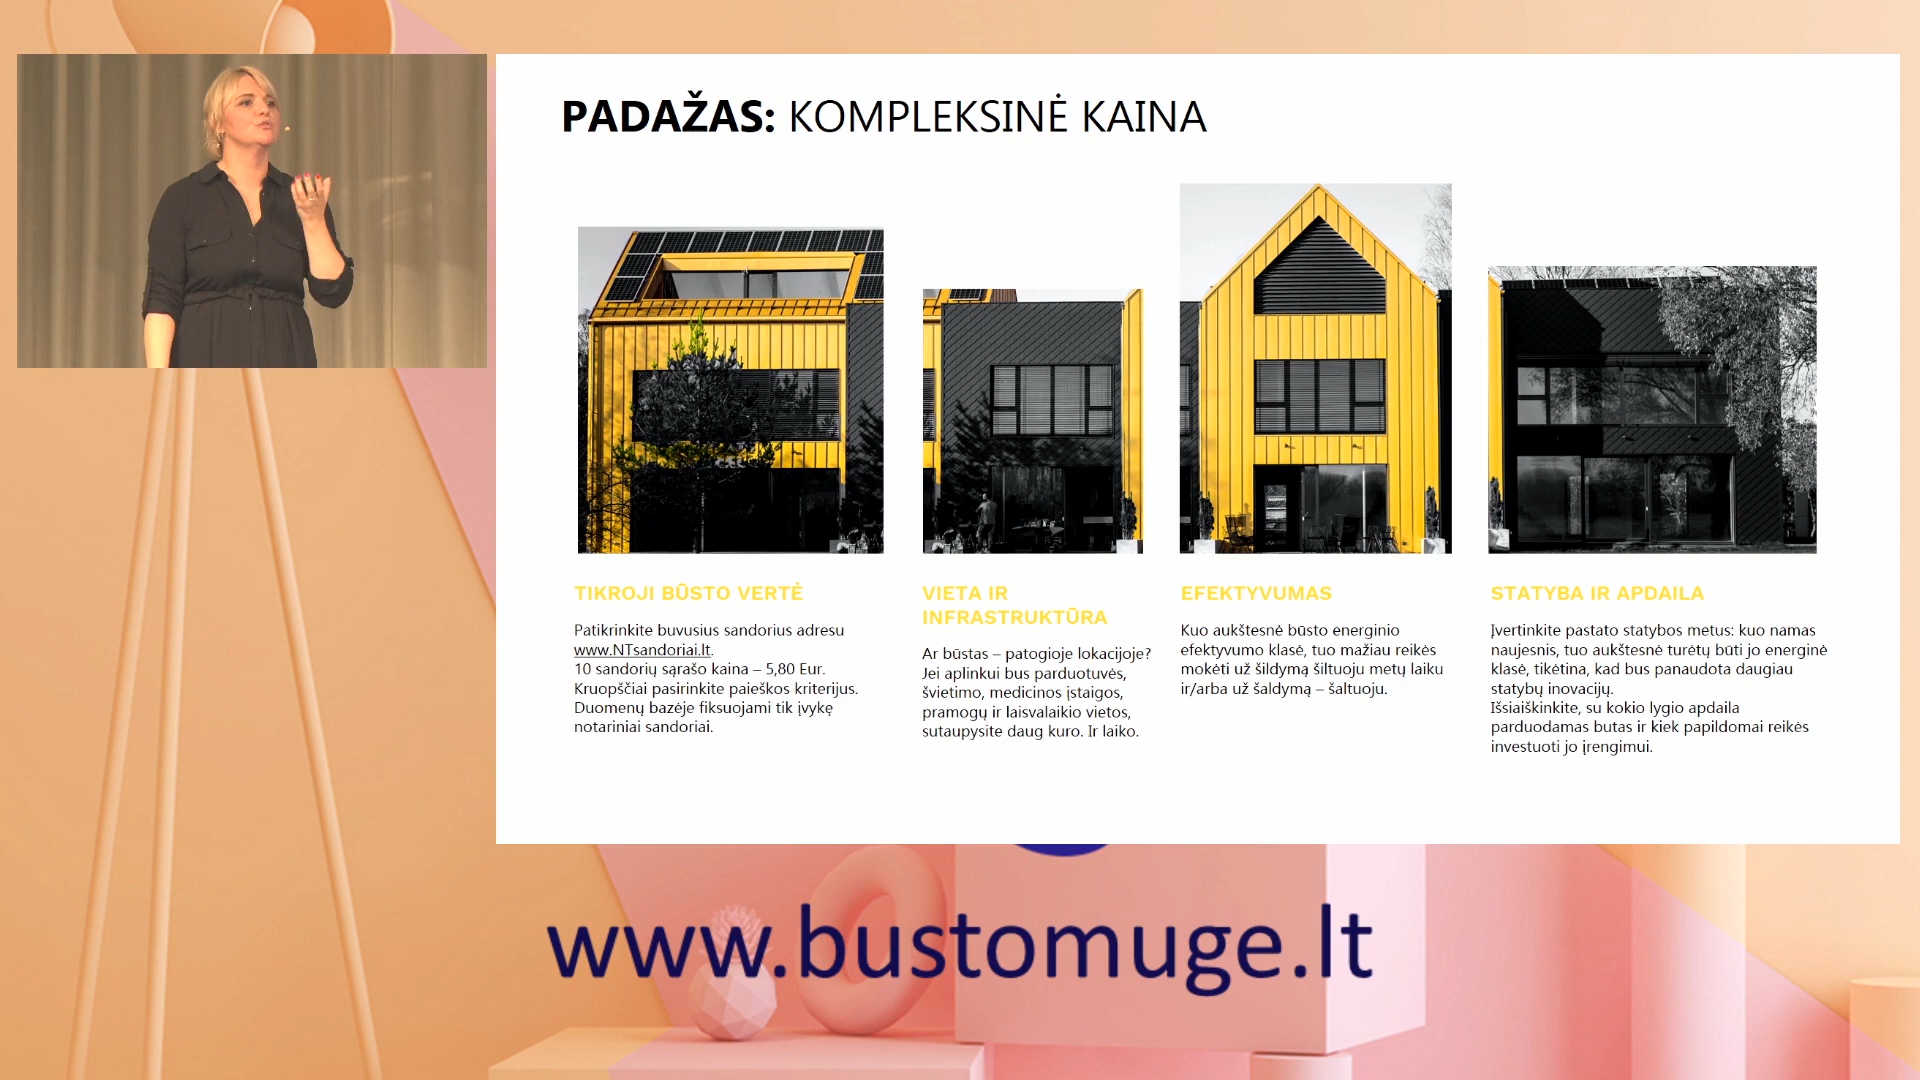 PADAŽAS: KOMPLEKSINĖ KAINA
TIKROJI BŪSTO VERTĖ
Patikrinkite buvusius sandorius adresu
www.NTsandoriai.lt.
10 sandorių sąrašo kaina – 5,80 Eur.
Kruopščiai pasirinkite paieškos kriterijus.
Duomenų bazėje fiksuojami tik įvykę
notariniai sandoriai.
VIETA IR
INFRASTRUKTŪRA
Ar būstas – patogioje lokacijoje?
Jei aplinkui bus parduotuvės,
švietimo, medicinos įstaigos,
pramogų ir laisvalaikio vietos,
sutaupysite daug kuro. Ir laiko.
EFEKTYVUMAS
Kuo aukštesnė būsto energinio
efektyvumo klasė, tuo mažiau reikės
mokėti už šildymą šiltuoju metų laiku
ir/arba už šaldymą – šaltuoju.
STATYBA IR APDAILA
Įvertinkite pastato statybos metus: kuo namas
naujesnis, tuo aukštesnė turėtų būti jo energinė
klasė, tikėtina, kad bus panaudota daugiau
statybų inovacijų.
Išsiaiškinkite, su kokio lygio apdaila
parduodamas butas ir kiek papildomai reikės
investuoti jo įrengimui.
www.bustomuge.lt